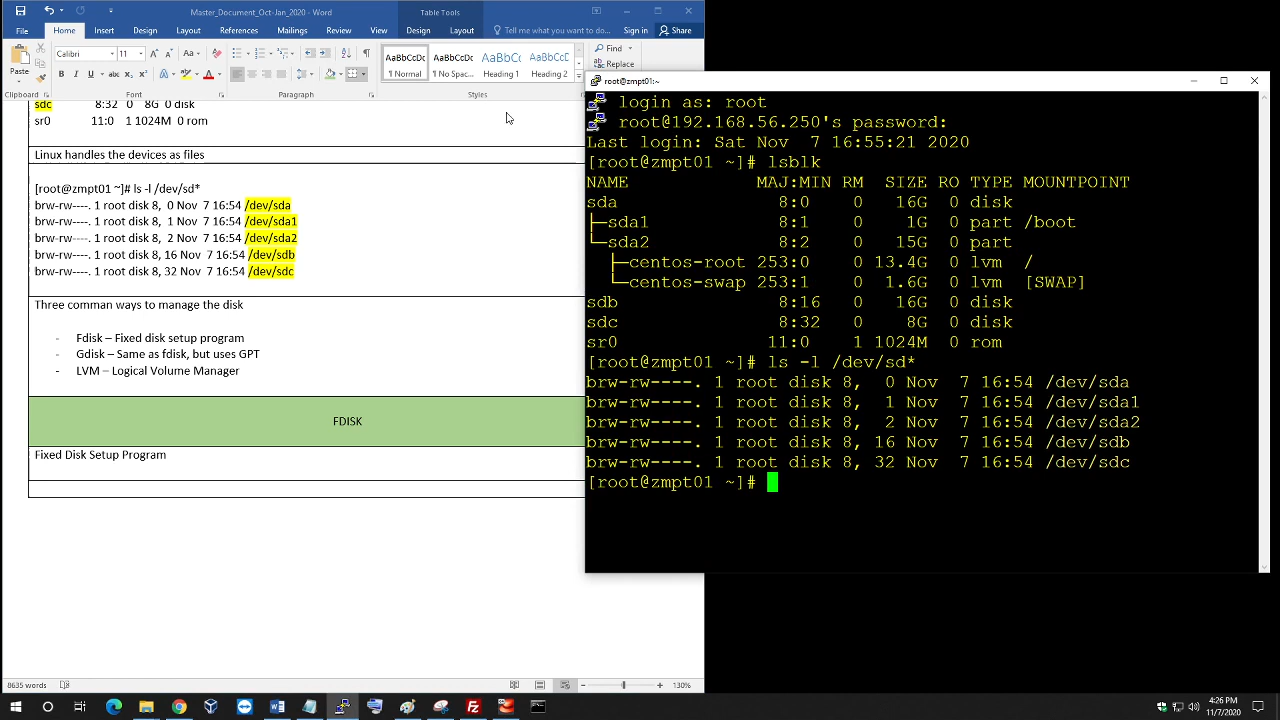 Master_Document_Oct-Jan_2020 - Word
Table Tools
File Home Insert Draw Design Layout References Mailings Review View Design Layout Tell me what you want to do... Sign in Share
Paste
Calibri 11
AaBbCcDc AaBbCcDc AaBbCc AaBbCcD
¶ Normal ¶ No Spac... Heading 1 Heading 2
Find
Replace
Clipboard Font Paragraph Styles
sdc 8:32 0 8G 0 disk
sr0 11:0 1 1024M 0 rom
Linux handles the devices as files
[root@zmpt01 ~]# ls -l /dev/sd*
brw-rw----. 1 root disk 8, 0 Nov 7 16:54 /dev/sda
brw-rw----. 1 root disk 8, 1 Nov 7 16:54 /dev/sda1
brw-rw----. 1 root disk 8, 2 Nov 7 16:54 /dev/sda2
brw-rw----. 1 root disk 8, 16 Nov 7 16:54 /dev/sdb
brw-rw----. 1 root disk 8, 32 Nov 7 16:54 /dev/sdc
Three comman ways to manage the disk
- Fdisk – Fixed disk setup program
- Gdisk – Same as fdisk, but uses GPT
- LVM – Logical Volume Manager
FDISK
Fixed Disk Setup Program
8635 words
130%
root@zmpt01:~
login as: root
root@192.168.56.250's password:
Last login: Sat Nov 7 16:55:21 2020
[root@zmpt01 ~]# lsblk
NAME MAJ:MIN RM SIZE RO TYPE MOUNTPOINT
sda 8:0 0 16G 0 disk
├─sda1 8:1 0 1G 0 part /boot
└─sda2 8:2 0 15G 0 part
├─centos-root 253:0 0 13.4G 0 lvm /
└─centos-swap 253:1 0 1.6G 0 lvm [SWAP]
sdb 8:16 0 16G 0 disk
sdc 8:32 0 8G 0 disk
sr0 11:0 1 1024M 0 rom
[root@zmpt01 ~]# ls -l /dev/sd*
brw-rw----. 1 root disk 8, 0 Nov 7 16:54 /dev/sda
brw-rw----. 1 root disk 8, 1 Nov 7 16:54 /dev/sda1
brw-rw----. 1 root disk 8, 2 Nov 7 16:54 /dev/sda2
brw-rw----. 1 root disk 8, 16 Nov 7 16:54 /dev/sdb
brw-rw----. 1 root disk 8, 32 Nov 7 16:54 /dev/sdc
[root@zmpt01 ~]#
4:26 PM
11/7/2020